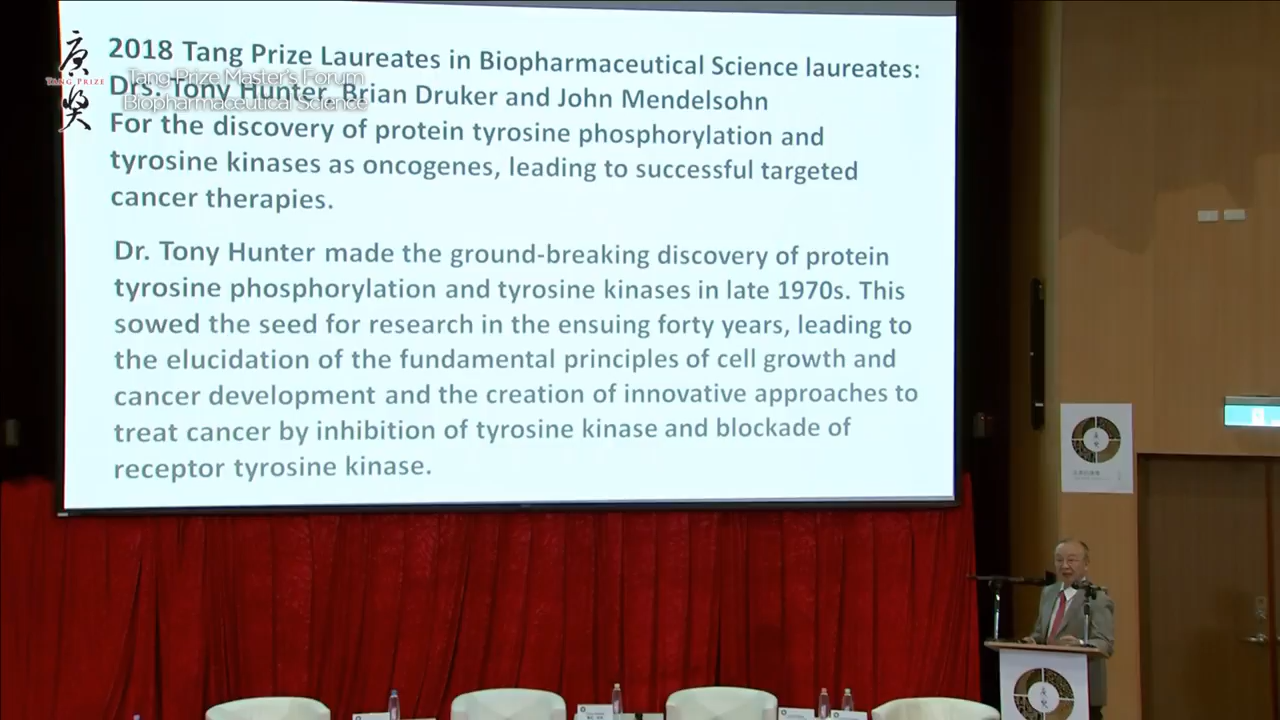 2018 Tang Prize Laureates in Biopharmaceutical Science laureates:
Drs. Tony Hunter, Brian Druker and John Mendelsohn
For the discovery of protein tyrosine phosphorylation and
tyrosine kinases as oncogenes, leading to successful targeted
cancer therapies.
Dr. Tony Hunter made the ground-breaking discovery of protein
tyrosine phosphorylation and tyrosine kinases in late 1970s. This
sowed the seed for research in the ensuing forty years, leading to
the elucidation of the fundamental principles of cell growth and
cancer development and the creation of innovative approaches to
treat cancer by inhibition of tyrosine kinase and blockade of
receptor tyrosine kinase.
唐奖
TANG PRIZE
Tang Prize Master's Forum
Biopharmaceutical Science